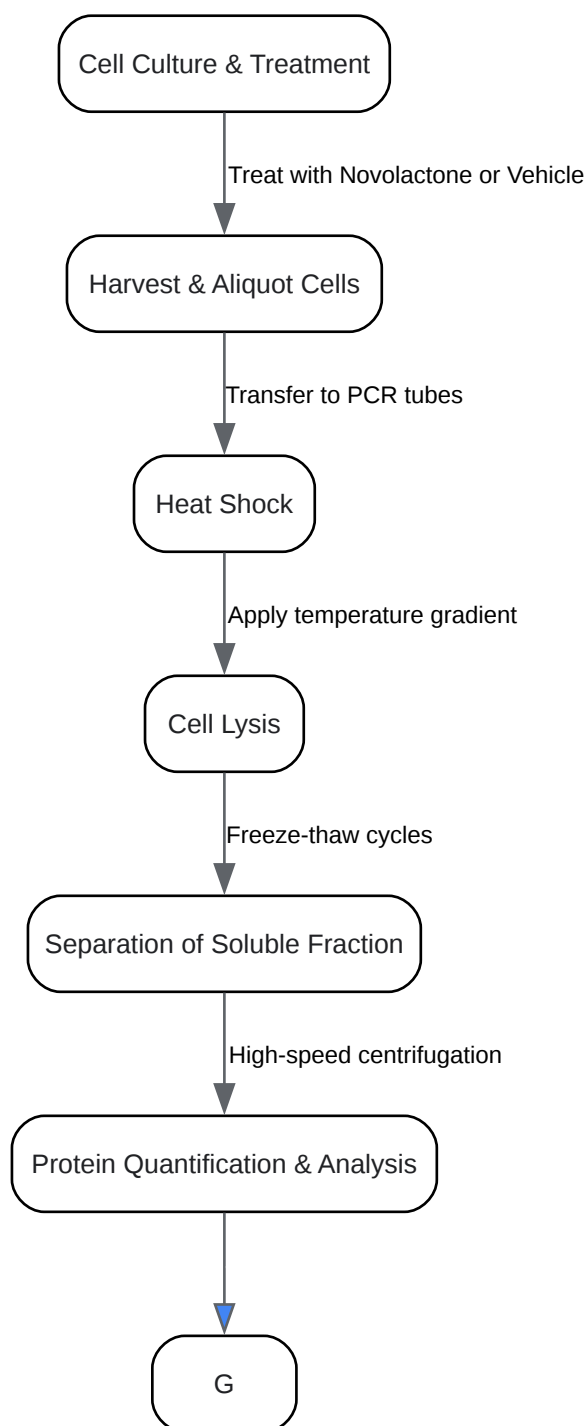 Cell Culture & Treatment
Treat with Novolactone or Vehicle
Harvest & Aliquot Cells
Transfer to PCR tubes
Heat Shock
Apply temperature gradient
Cell Lysis
Freeze-thaw cycles
Separation of Soluble Fraction
High-speed centrifugation
Protein Quantification & Analysis
G